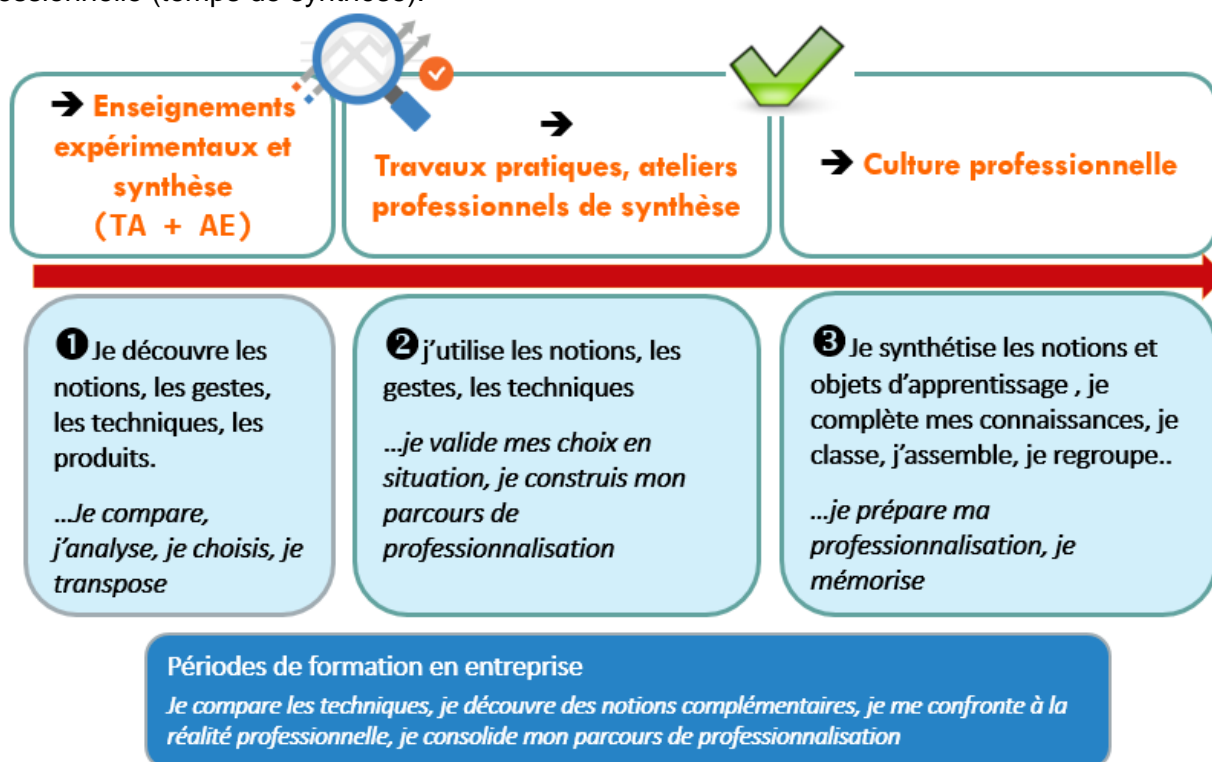 (temps de synthèse).
➔ Enseignements
expérimentaux et
synthèse
(TA + AE)
➔
Travaux pratiques, ateliers
professionnels de synthèse
➔ Culture professionnelle
❶Je découvre les
notions, les gestes,
les techniques, les
produits.
...Je compare,
j'analyse, je choisis, je
transpose
❷j'utilise les notions, les
gestes, les techniques
...je valide mes choix en
situation, je construis mon
parcours de
professionnalisation
❸Je synthétise les notions et
objets d'apprentissage , je
complète mes connaissances, je
classe, j'assemble, je regroupe..
...je prépare ma
professionnalisation, je
mémorise
Périodes de formation en entreprise
Je compare les techniques, je découvre des notions complémentaires, je me confronte à la
réalité professionnelle, je consolide mon parcours de professionnalisation